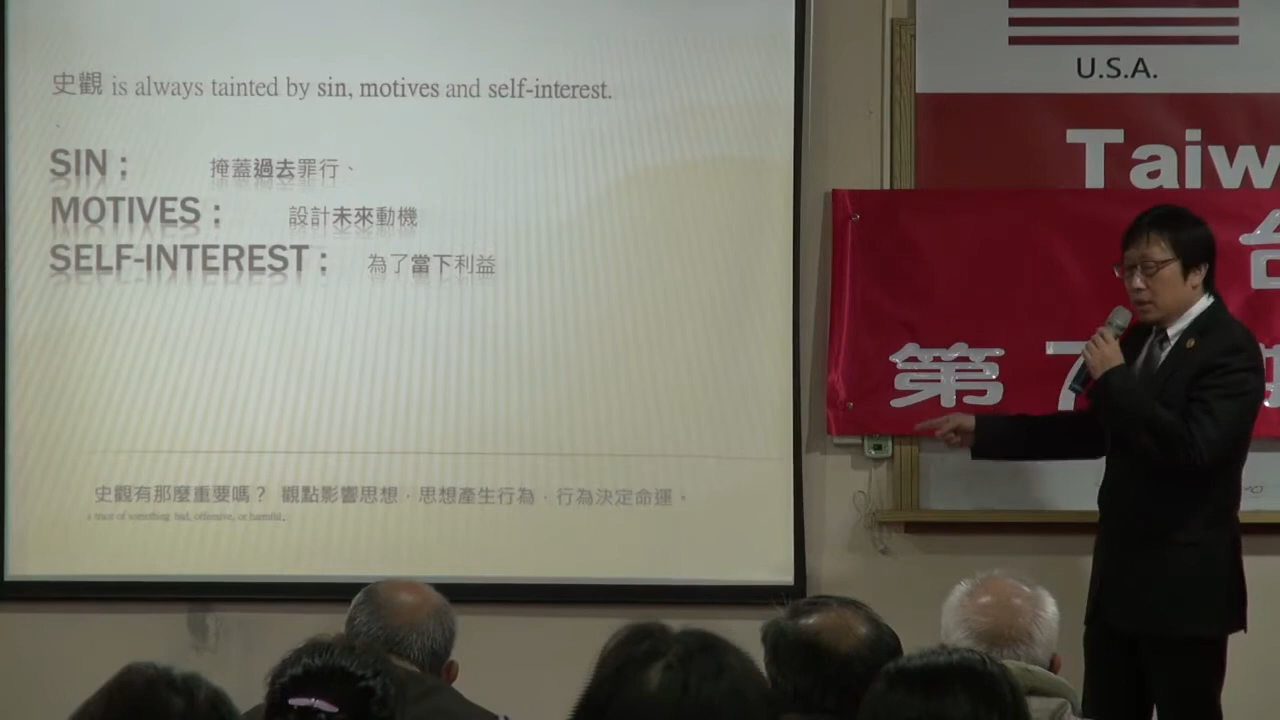 史觀 is always tainted by sin, motives and self-interest.
SIN： 掩蓋過去罪行、
MOTIVES： 設計未來動機
SELF-INTEREST： 為了當下利益
史觀有那麼重要嗎？ 觀點影響思想，思想產生行為，行為決定命運。
a trace of something bad, offensive, or harmful.
U.S.A.
Taiw
台
第 7